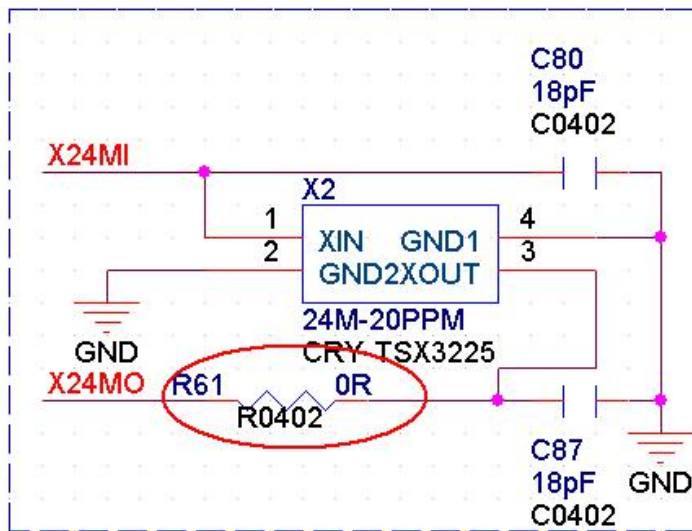 C80
18pF
C0402
X24MI
X2
1
4
XIN GND1
2
3
GND2XOUT
24M-20PPM
GND
CRY-TSX3225
X24MO
R61
0R
R0402
C87
18pF
C0402
GND